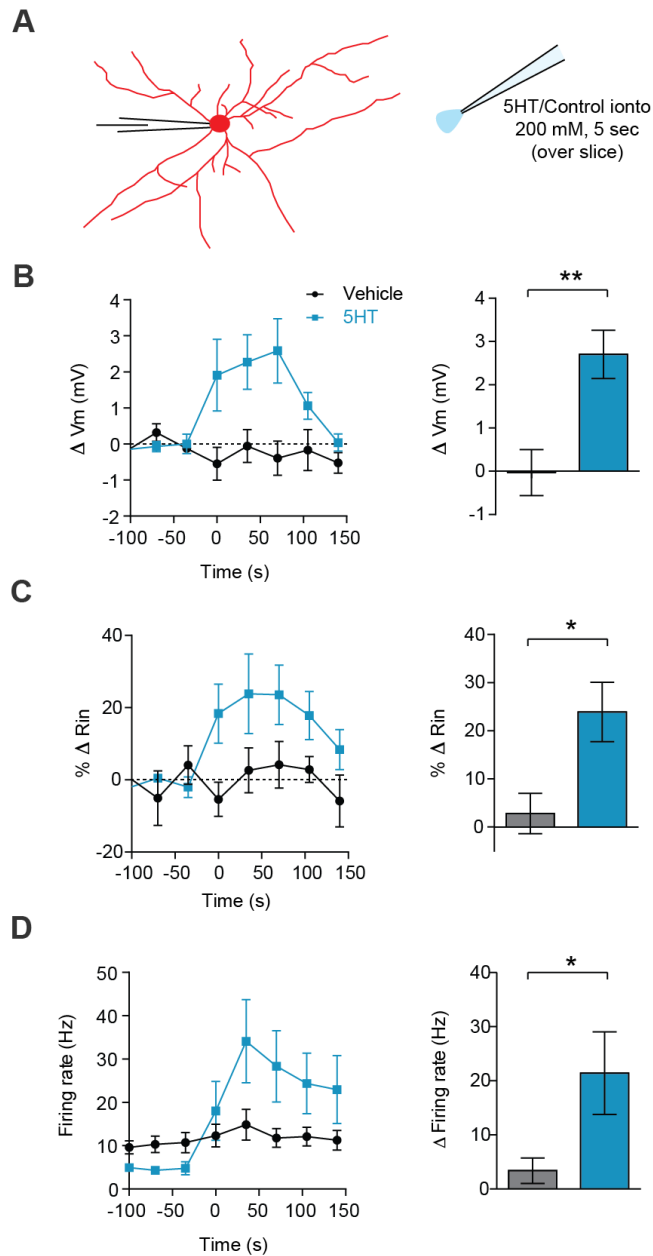 A
5HT/Control ionto
200 mM, 5 sec
(over slice)
B
Vehicle
5HT
Δ Vm (mV)
4
3
2
1
0
-1
-2
-100 -50 0 50 100 150
Time (s)
**
Δ Vm (mV)
4
3
2
1
0
-1
C
% Δ Rin
40
20
0
-20
-100 -50 0 50 100 150
Time (s)
*
% Δ Rin
40
30
20
10
0
D
Firing rate (Hz)
50
40
30
20
10
0
-100 -50 0 50 100 150
Time (s)
*
Δ Firing rate (Hz)
40
30
20
10
0